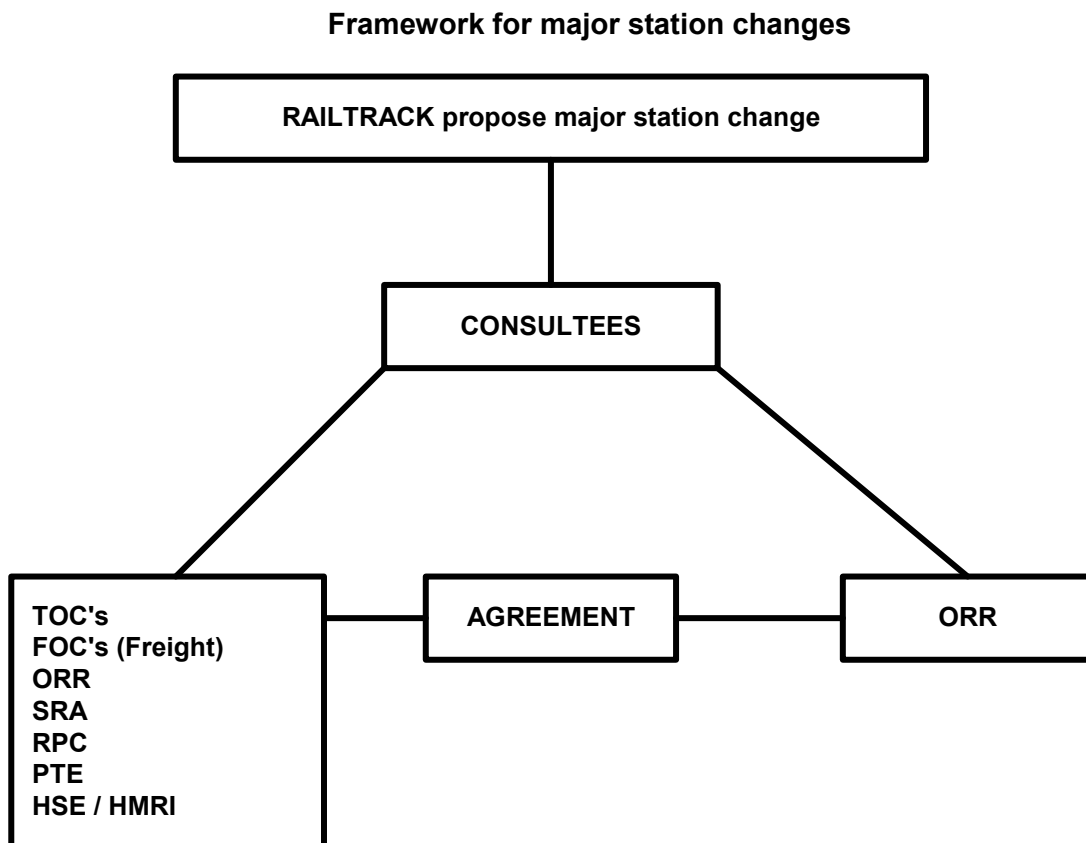 Framework for major station changes
RAILTRACK propose major station change
CONSULTEES
TOC's
FOC's (Freight)
ORR
SRA
RPC
PTE
HSE / HMRI
AGREEMENT
ORR